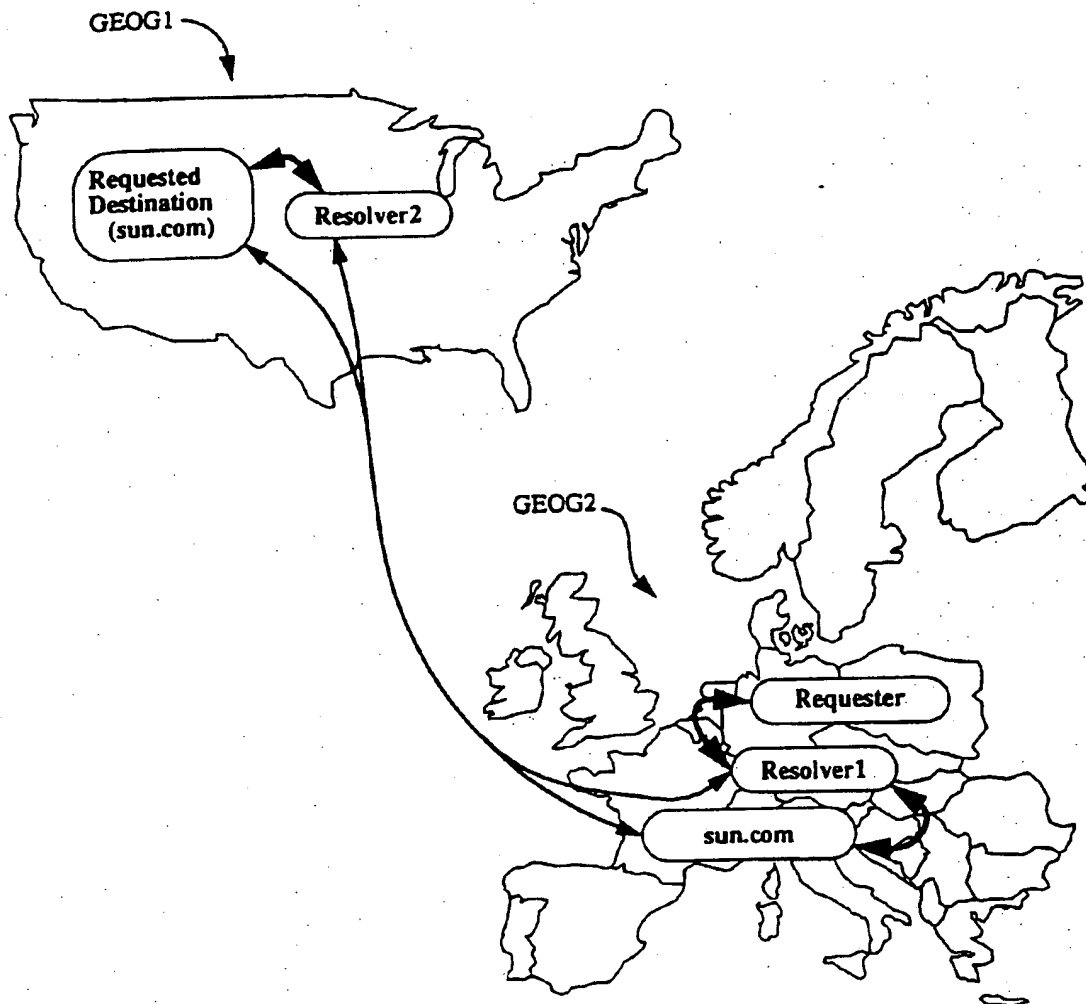 GEOG1
Requested
Destination
(sun.com)
Resolver2
GEOG2
Requester
Resolver1
sun.com